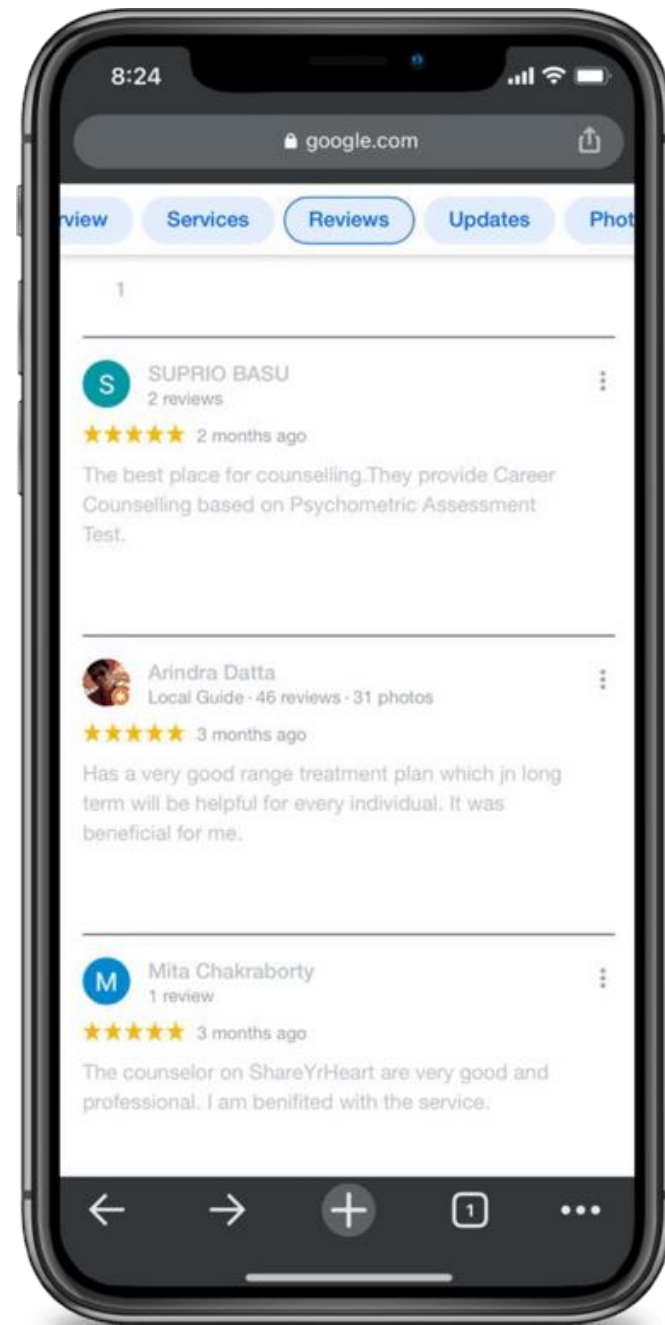 8:24
google.com
rview Services Reviews Updates Phot
1
S SUPRIO BASU
2 reviews
2 months ago
The best place for counselling.They provide Career
Counselling based on Psychometric Assessment
Test.
Arindra Datta
Local Guide · 46 reviews · 31 photos
3 months ago
Has a very good range treatment plan which jn long
term will be helpful for every individual. It was
beneficial for me.
M Mita Chakraborty
1 review
3 months ago
The counselor on ShareYrHeart are very good and
professional. I am benifited with the service.
1